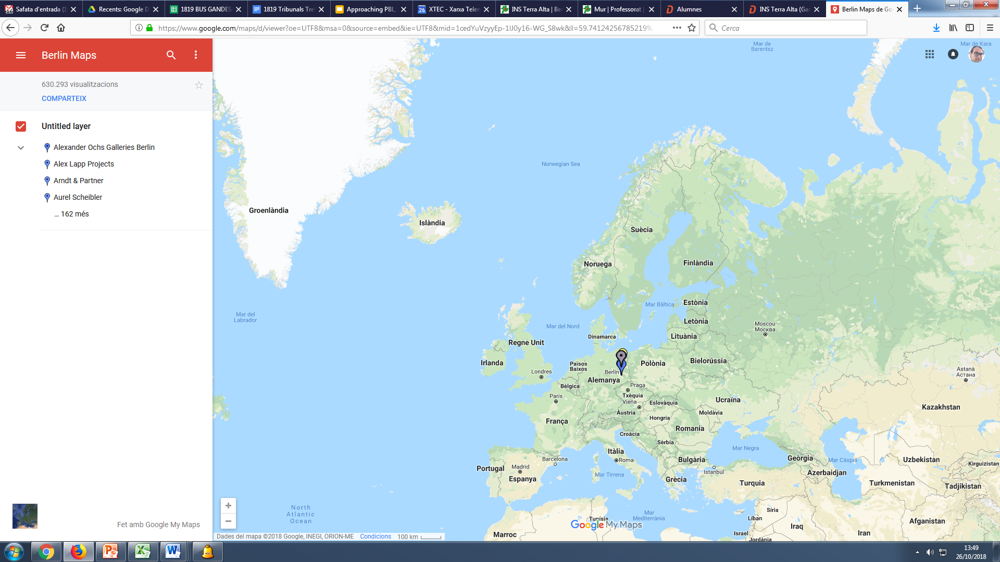 Safata d'entrada (1
Recents: Google D
1819 BUS GANDES
1819 Tribunals Tre
Approaching PBL,
XTEC - Xarxa Telen
INS Terra Alta | Be
Mur | Professorat |
Alumnes
INS Terra Alta (Gan
Berlin Maps de Go
https://www.google.com/maps/d/viewer?oe=UTF8&msa=0&source=embed&ie=UTF8&mid=1cedYuVzyyEp-1lJ0y16-WG_S8wk&ll=59.74124256785219%
Cerca
Berlin Maps
630.293 visualitzacions
COMPARTEIX
Untitled layer
Alexander Ochs Galleries Berlin
Alex Lapp Projects
Arndt & Partner
Aurel Scheibler
... 162 més
Fet amb Google My Maps
Mar de
Barentsz
Mar de Kara
Norwegian Sea
Groenlàndia
Islàndia
Suècia
Noruega
Finlàndia
Estònia
Mar Bàltica
Letònia
Mar del
Labrador
Mar del Nord
Moscou
Москва
Dinamarca
Lituània
Regne Unit
Irlanda
Països
Baixos
Polònia
Bielorússia
Londres
Berlín
Astanà
Астана
Alemanya
Bèlgica
Praga
Txèquia
París
Viena
Eslovàquia
Ucraïna
Kazakhstan
Àustria
Moldàvia
Hongria
França
Romania
Croàcia
Sèrbia
Mar Negra
Itàlia
Barcelona
Roma
Bulgària
Geòrgia
Mar Càspia
Uzbekistan
Kirguizistan
Portugal
Madrid
Istanbul
Azerbaidjan
Mar Tirrena
Espanya
Grècia
Turquia
Turkmenistan
Tadjikistan
North
Atlantic
Ocean
Síria
Mar
Mediterrània
Tunísia
Líban
Afganistan
Google My Maps
Iraq
Marroc
Israel
Iran
Jordània
Dades del mapa ©2018 Google, INEGI, ORION-ME
Condicions
100 km
13:49
26/10/2018